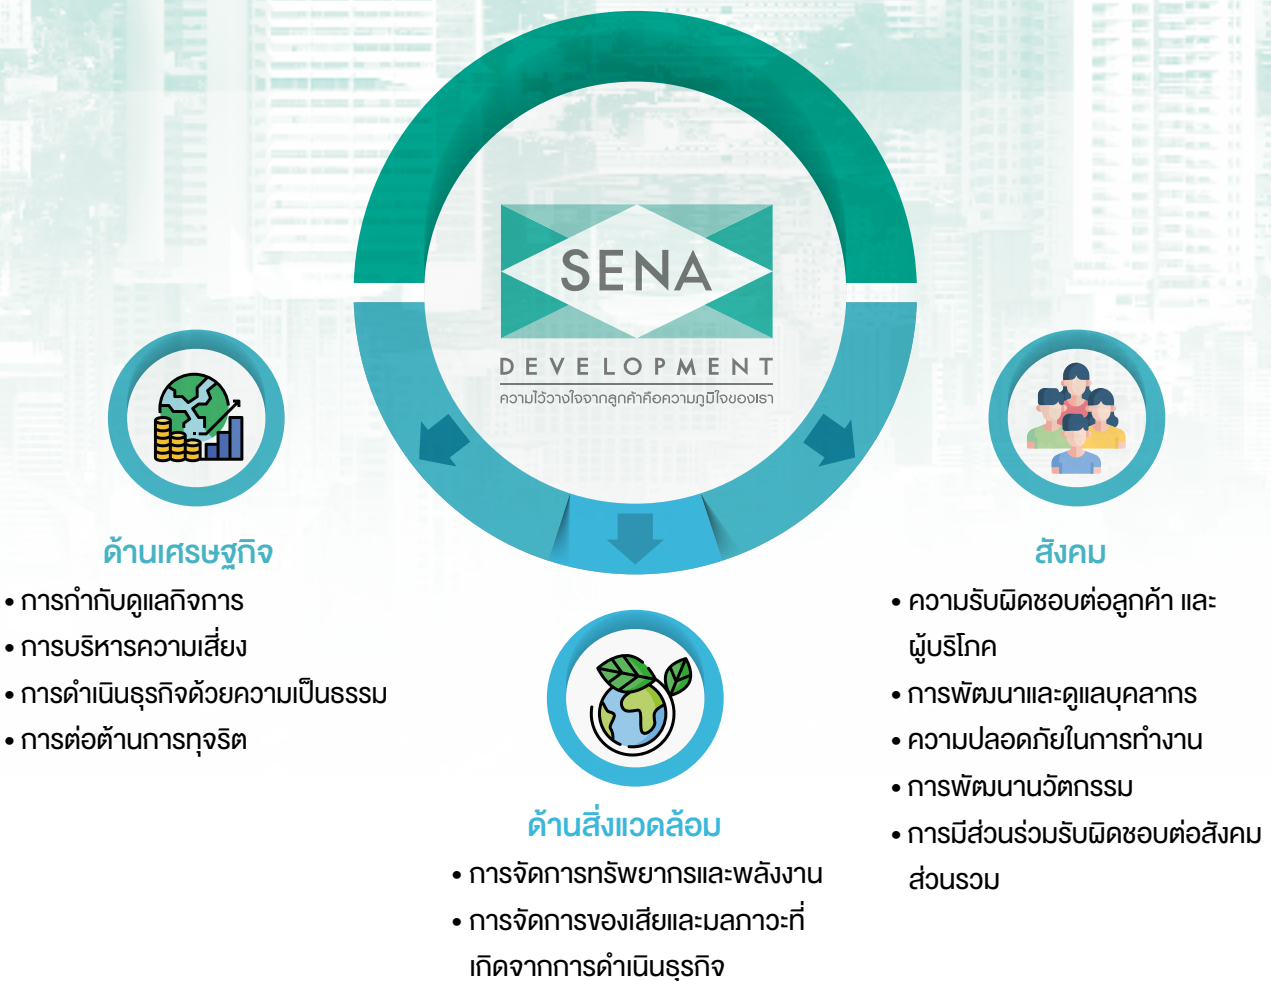 SENA
DEVELOPMENT
ความไว้วางใจจากลูกค้าคือความภูมิใจของเรา
ด้านเศรษฐกิจ
• การกำกับดูแลกิจการ
• การบริหารความเสี่ยง
• การดำเนินธุรกิจด้วยความเป็นธรรม
• การต่อต้านการทุจริต
ด้านสิ่งแวดล้อม
• การจัดการทรัพยากรและพลังงาน
• การจัดการของเสียและมลภาวะที่
เกิดจากการดำเนินธุรกิจ
สังคม
• ความรับผิดชอบต่อลูกค้า และ
ผู้บริโภค
• การพัฒนาและดูแลบุคลากร
• ความปลอดภัยในการทำงาน
• การพัฒนานวัตกรรม
• การมีส่วนร่วมรับผิดชอบต่อสังคม
ส่วนรวม